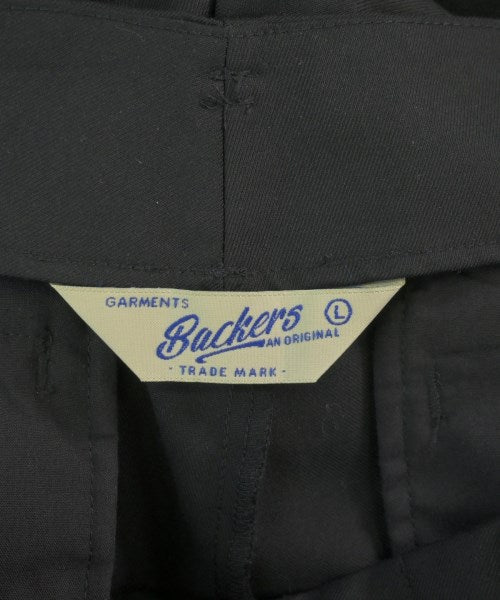 GARMENTS
Backers
L
AN ORIGINAL
- TRADE MARK -